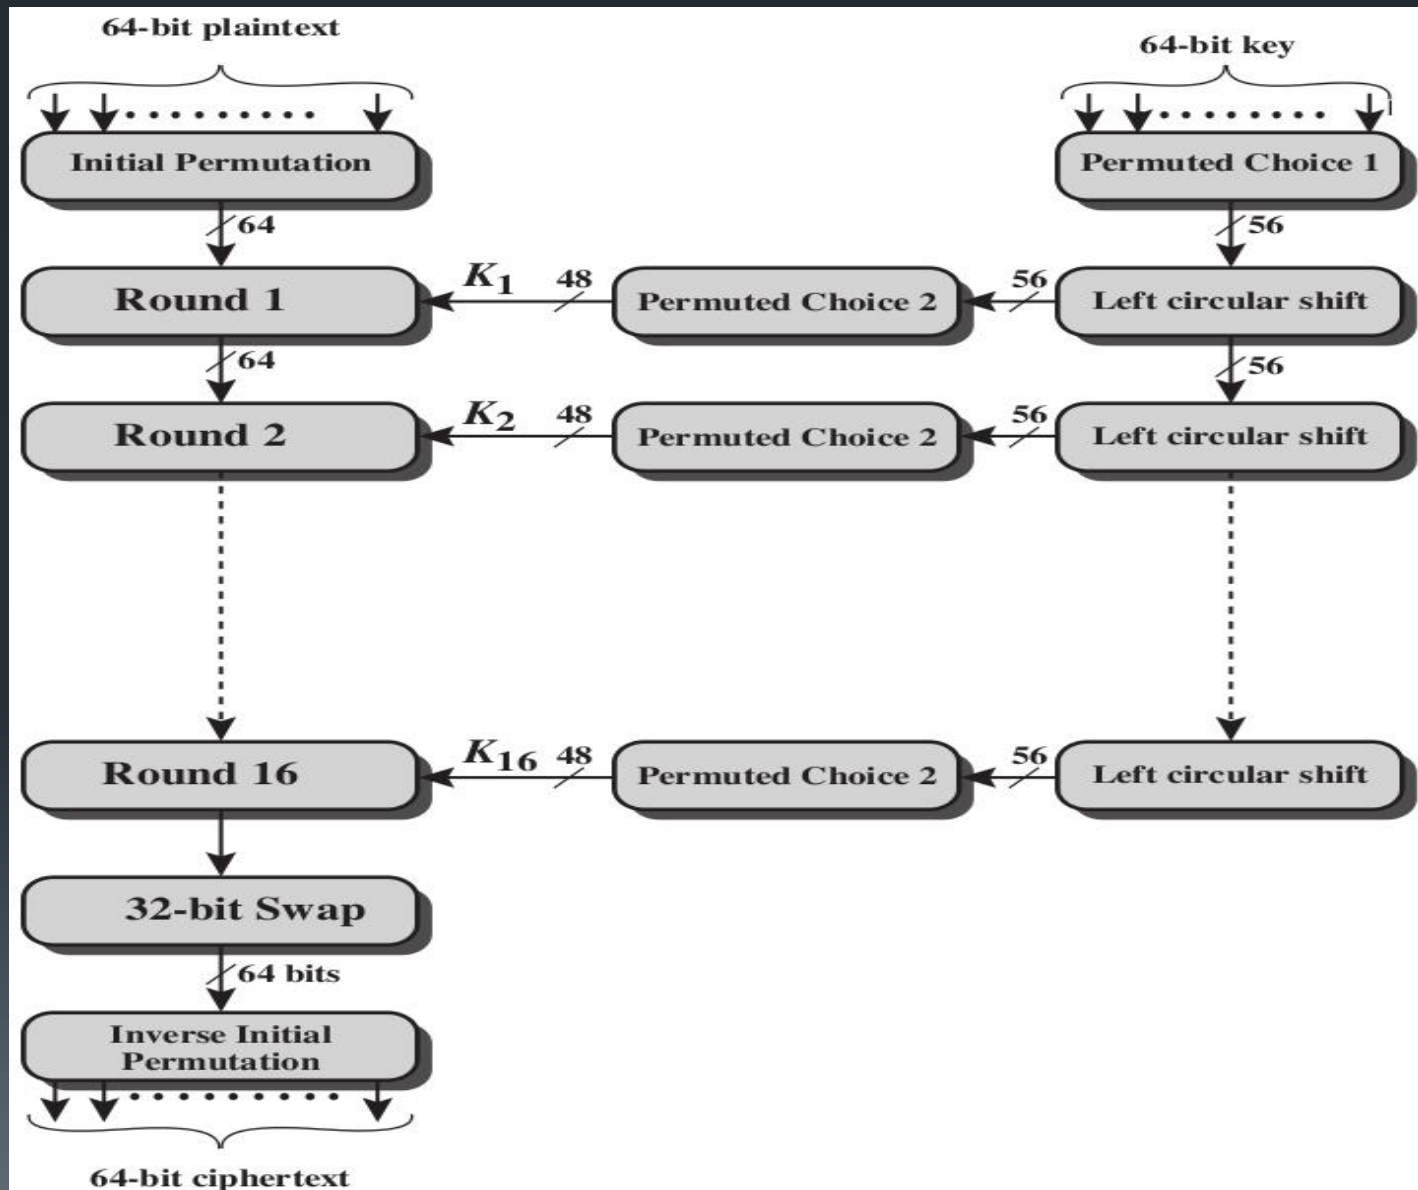 64-bit plaintext
64-bit key
Initial Permutation
Permuted Choice 1
64
56
Round 1
K1
48
Permuted Choice 2
56
Left circular shift
64
56
Round 2
K2
48
Permuted Choice 2
56
Left circular shift
Round 16
K16
48
Permuted Choice 2
56
Left circular shift
32-bit Swap
64 bits
Inverse Initial
Permutation
64-bit ciphertext